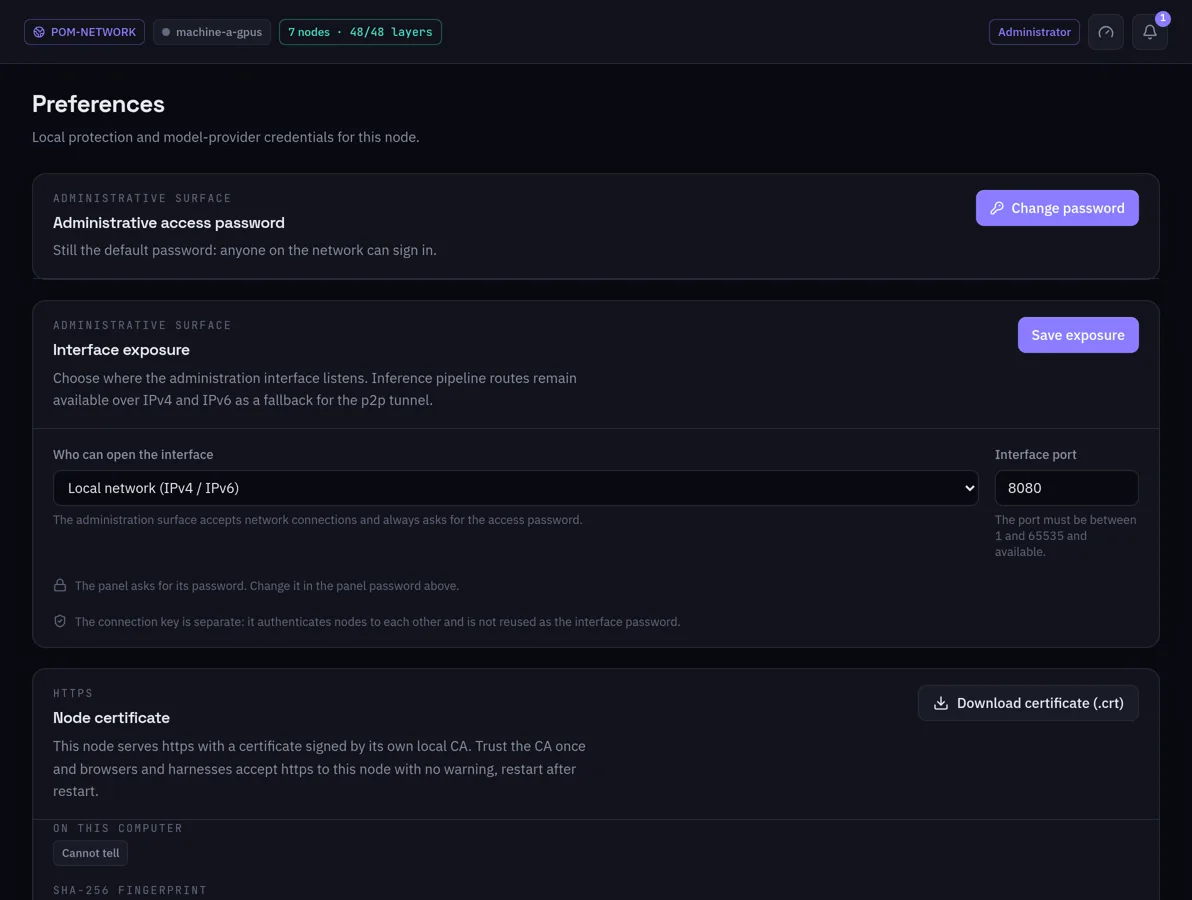 POM-NETWORK
machine-a-gpus
7 nodes · 48/48 layers
Administrator
1
Preferences
Local protection and model-provider credentials for this node.
ADMINISTRATIVE SURFACE
Administrative access password
Still the default password: anyone on the network can sign in.
Change password
ADMINISTRATIVE SURFACE
Interface exposure
Choose where the administration interface listens. Inference pipeline routes remain
available over IPv4 and IPv6 as a fallback for the p2p tunnel.
Save exposure
Who can open the interface
Local network (IPv4 / IPv6)
The administration surface accepts network connections and always asks for the access password.
Interface port
8080
The port must be between
1 and 65535 and
available.
The panel asks for its password. Change it in the panel password above.
The connection key is separate: it authenticates nodes to each other and is not reused as the interface password.
HTTPS
Node certificate
This node serves https with a certificate signed by its own local CA. Trust the CA once
and browsers and harnesses accept https to this node with no warning, restart after
restart.
Download certificate (.crt)
ON THIS COMPUTER
Cannot tell
SHA-256 FINGERPRINT